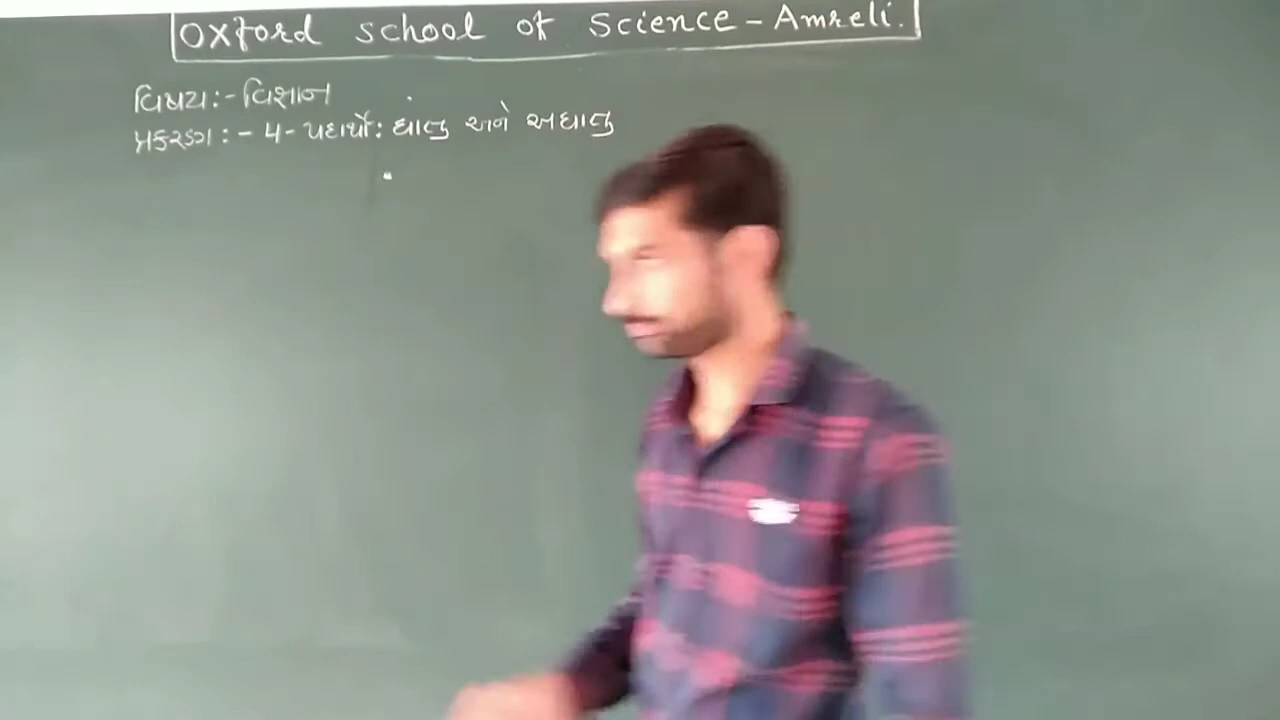 Oxford school of Science - Amreli.
વિષય:- વિજ્ઞાન
પ્રકરણ :- 4 - પદાર્થો: ધાતુ અને અધાતુ